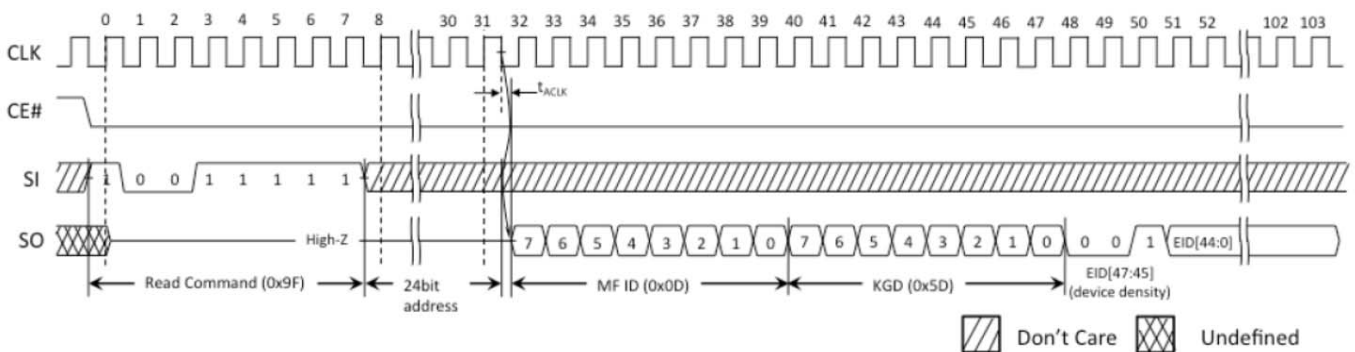 0 1 2 3 4 5 6 7 8 30 31 32 33 34 35 36 37 38 39 40 41 42 43 44 45 46 47 48 49 50 51 52 102 103
CLK
tACLK
CE#
SI 1 0 0 1 1 1 1 1
SO High-Z 7 6 5 4 3 2 1 0 7 6 5 4 3 2 1 0 0 0 1 EID[44:0]
Read Command (0x9F) 24bit MF ID (0x0D) KGD (0x5D) EID[47:45]
address (device density)
Don't Care Undefined